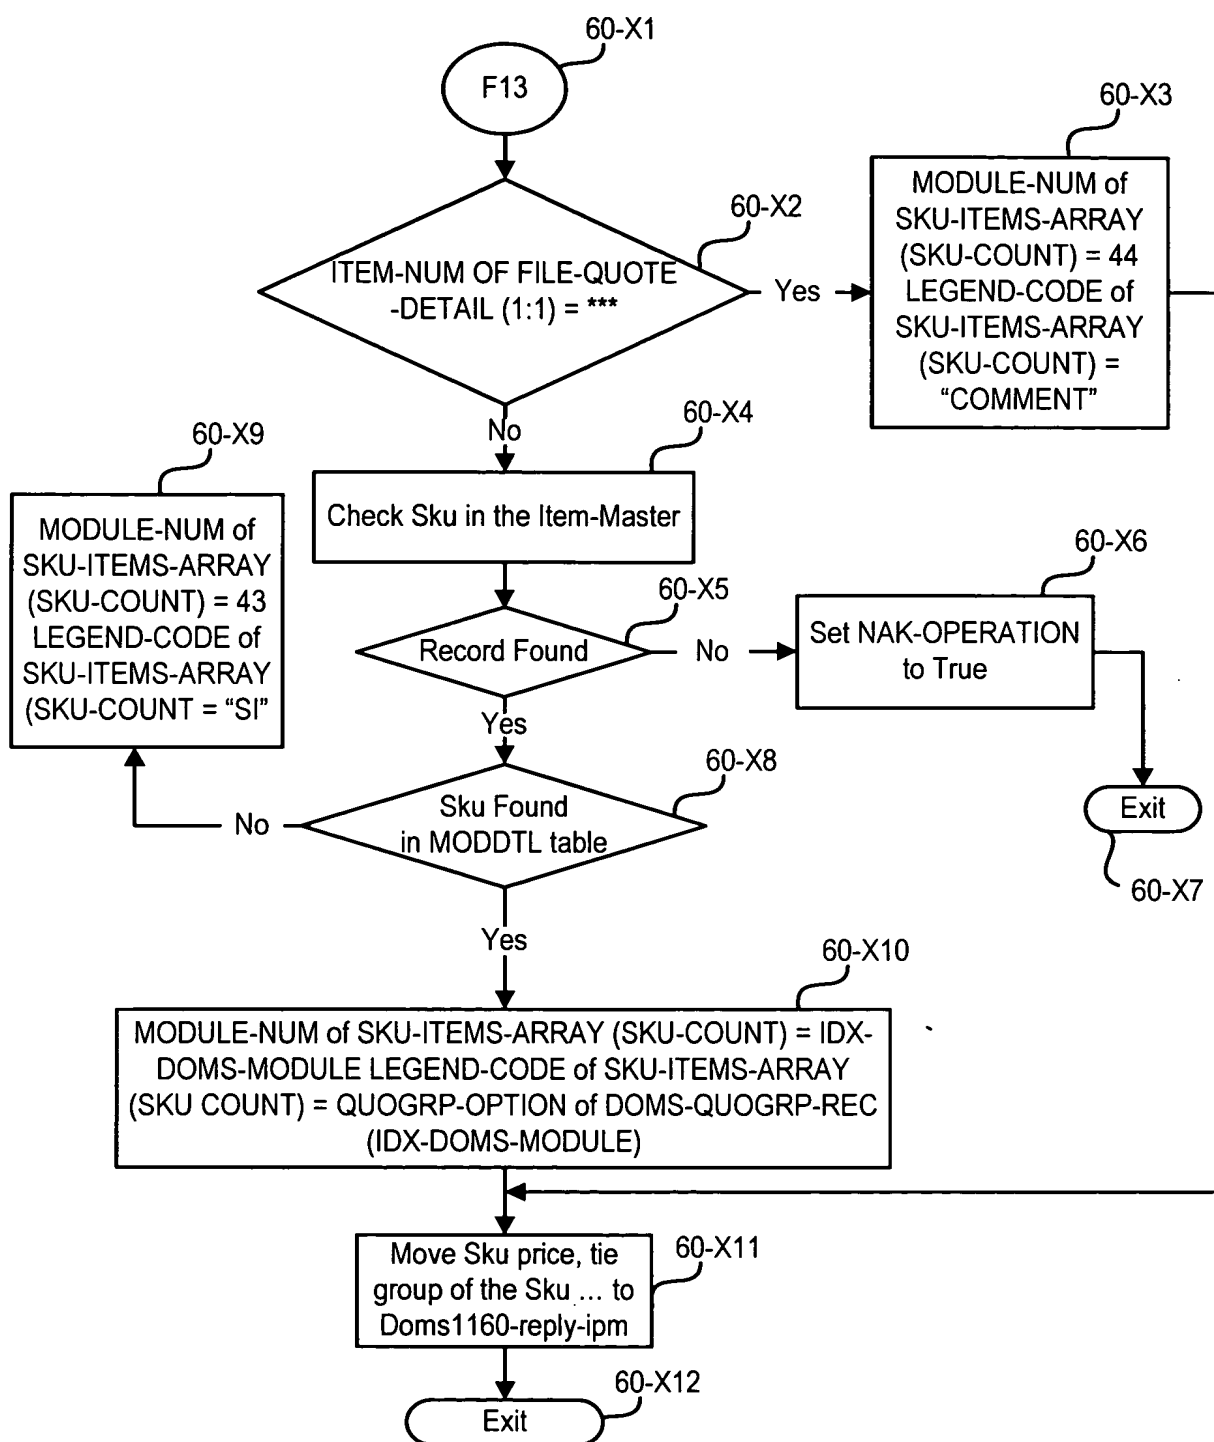 60-X1
F13
60-X3
MODULE-NUM of
SKU-ITEMS-ARRAY
(SKU-COUNT) = 44
LEGEND-CODE of
SKU-ITEMS-ARRAY
(SKU-COUNT) =
“COMMENT”
60-X2
ITEM-NUM OF FILE-QUOTE
-DETAIL (1:1) = ***
Yes
No
60-X4
Check Sku in the Item-Master
60-X9
MODULE-NUM of
SKU-ITEMS-ARRAY
(SKU-COUNT) = 43
LEGEND-CODE of
SKU-ITEMS-ARRAY
(SKU-COUNT = “SI”
60-X5
Record Found
No
60-X6
Set NAK-OPERATION
to True
Exit
60-X7
Yes
60-X8
Sku Found
in MODDTL table
No
Yes
60-X10
MODULE-NUM of SKU-ITEMS-ARRAY (SKU-COUNT) = IDX-
DOMS-MODULE LEGEND-CODE of SKU-ITEMS-ARRAY
(SKU COUNT) = QUOGRP-OPTION of DOMS-QUOGRP-REC
(IDX-DOMS-MODULE)
60-X11
Move Sku price, tie
group of the Sku ... to
Doms1160-reply-ipm
60-X12
Exit